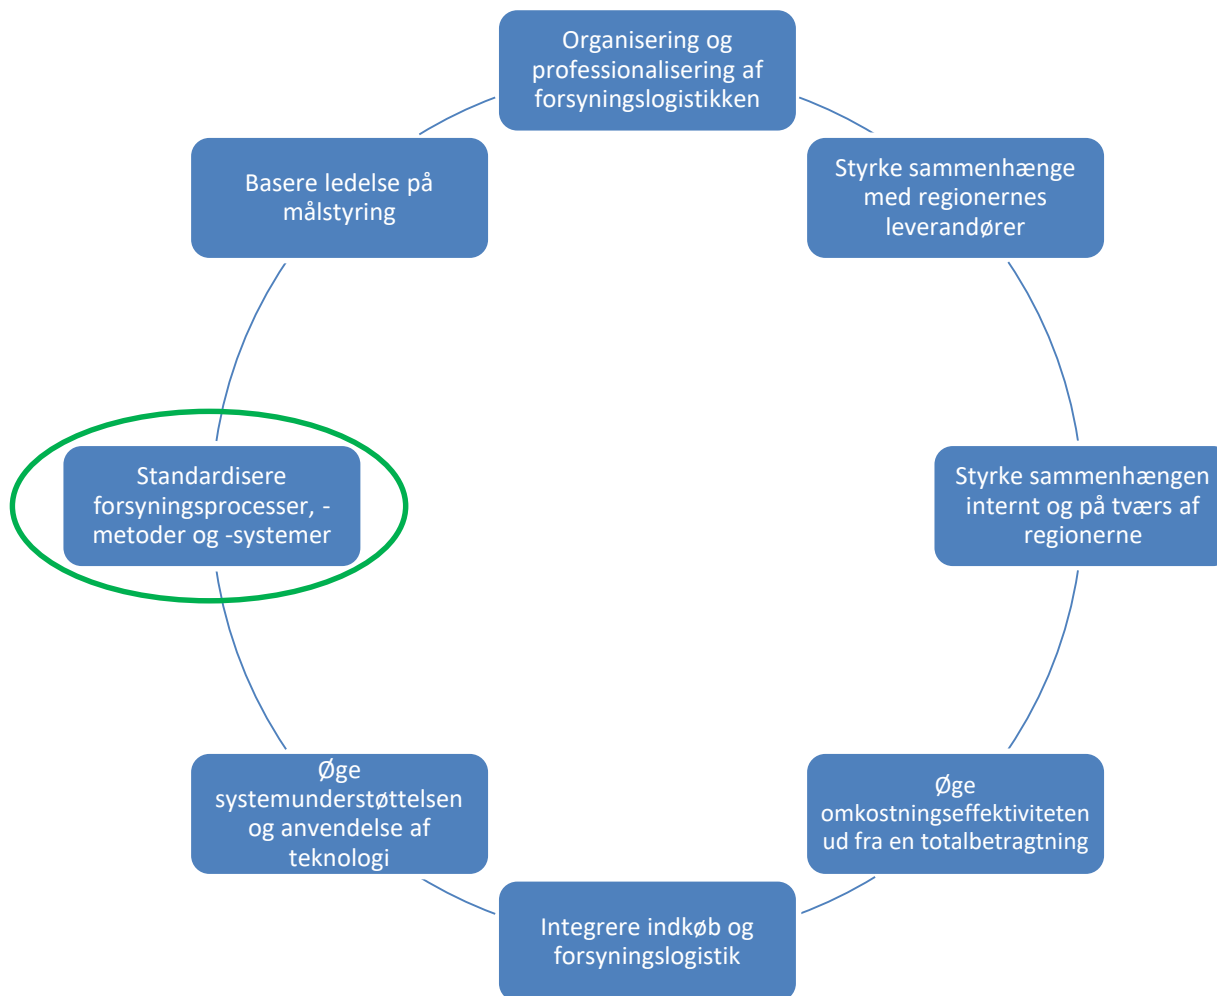 Organisering og
professionalisering af
forsyningslogistikken
Styrke sammenhænge
med regionernes
leverandører
Styrke sammenhængen
internt og på tværs af
regionerne
Øge
omkostningseffektiviteten
ud fra en totalbetragtning
Integrere indkøb og
forsyningslogistik
Øge
systemunderstøttelsen
og anvendelse af
teknologi
Standardisere
forsyningsprocesser, -
metoder og -systemer
Basere ledelse på
målstyring